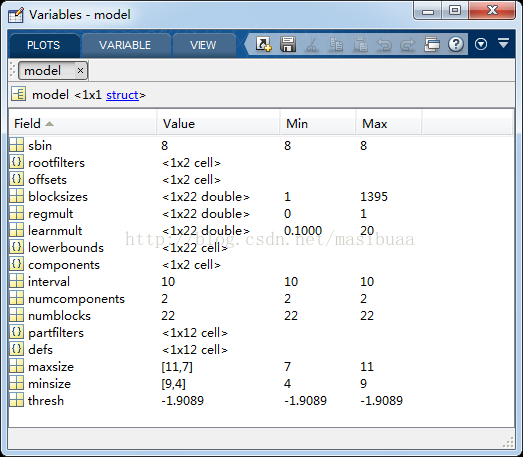 Variables - model
PLOTS VARIABLE VIEW
model
model <1x1 struct>
Field Value Min Max
sbin 8 8 8
rootfilters <1x2 cell>
offsets <1x2 cell>
blocksizes <1x22 double> 1 1395
regmult <1x22 double> 0 1
learnmult <1x22 double> 0.1000 20
http://blog.csdn.net/masibuaa
lowerbounds <1x22 cell>
components <1x2 cell>
interval 10 10 10
numcomponents 2 2 2
numblocks 22 22 22
partfilters <1x12 cell>
defs <1x12 cell>
maxsize [11,7] 7 11
minsize [9,4] 4 9
thresh -1.9089 -1.9089 -1.9089